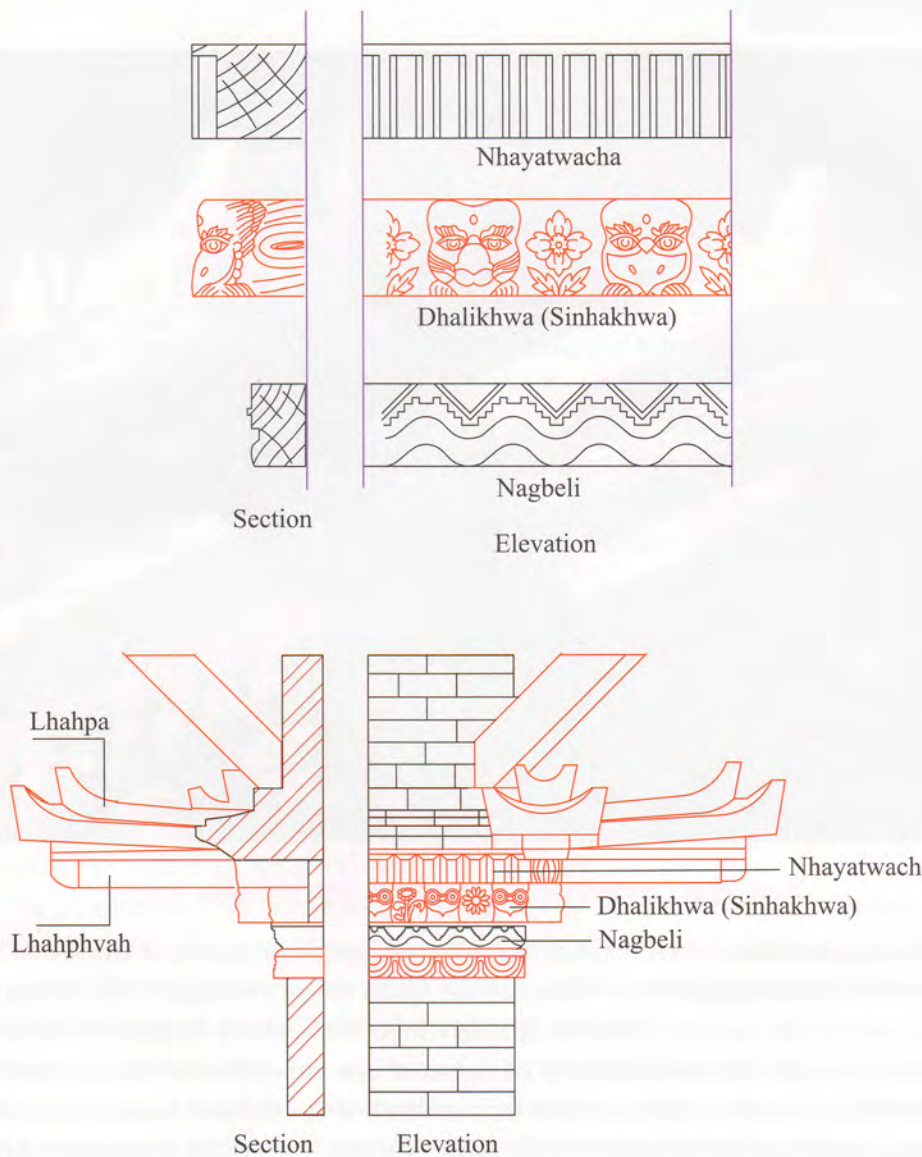 Nhayatwacha
Dhalikhwa (Sinhakhwa)
Nagbeli
Section
Elevation
Lhahpa
Nhayatwach
Dhalikhwa (Sinhakhwa)
Lhahphvah
Nagbeli
Section
Elevation